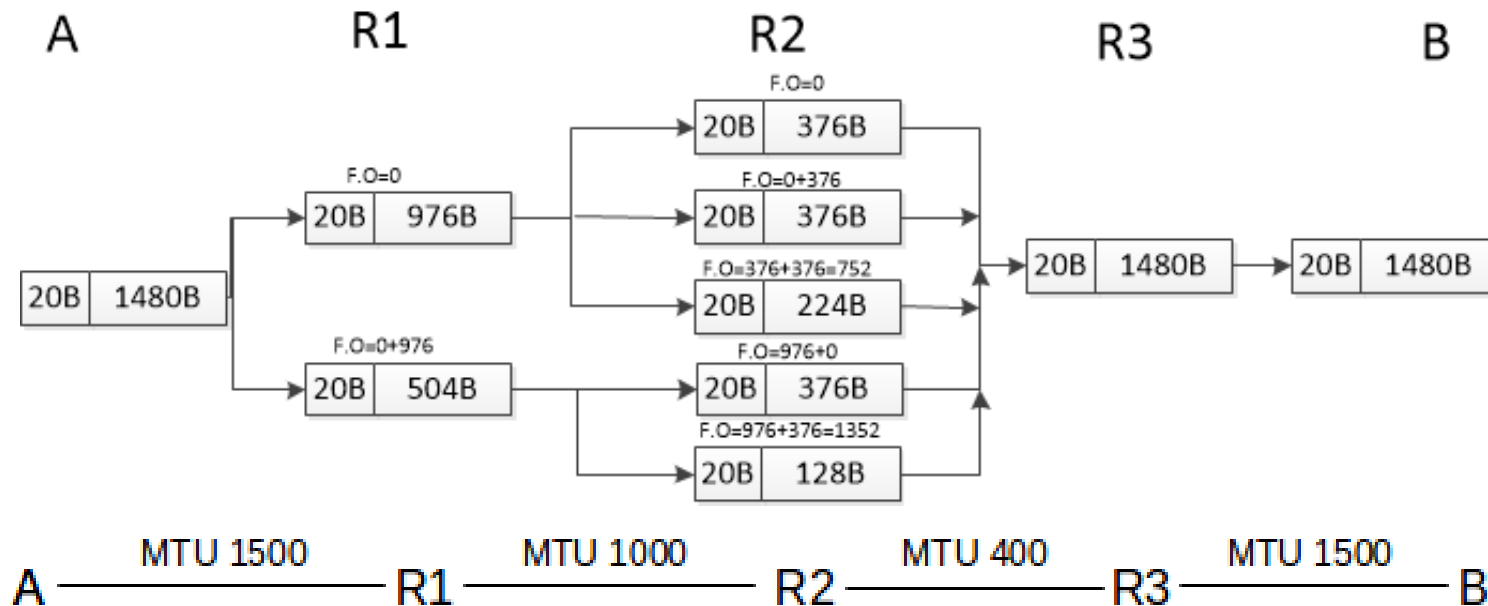 A R1 R2 R3 B
F.O=0
20B 376B
F.O=0 F.O=0+376
20B 976B 20B 376B
F.O=376+376=752
20B 1480B 20B 224B 20B 1480B 20B 1480B
F.O=0+976 F.O=976+0
20B 504B 20B 376B
F.O=976+376=1352
20B 128B
MTU 1500 MTU 1000 MTU 400 MTU 1500
A R1 R2 R3 B